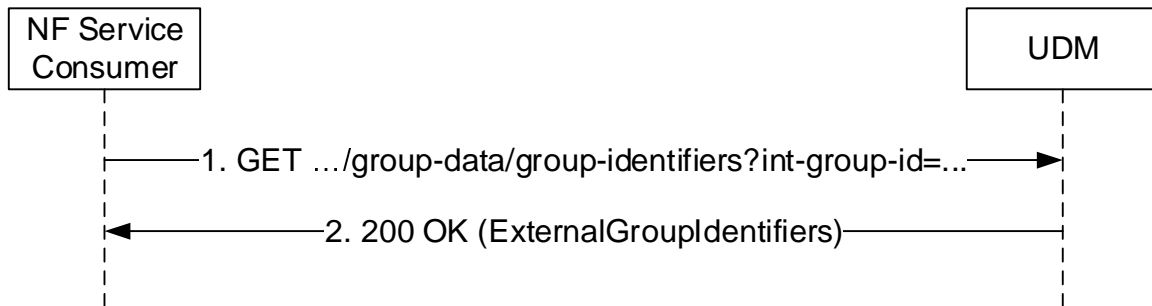 NF Service
Consumer
UDM
1. GET …/group-data/group-identifiers?int-group-id=...
2. 200 OK (ExternalGroupIdentifiers)